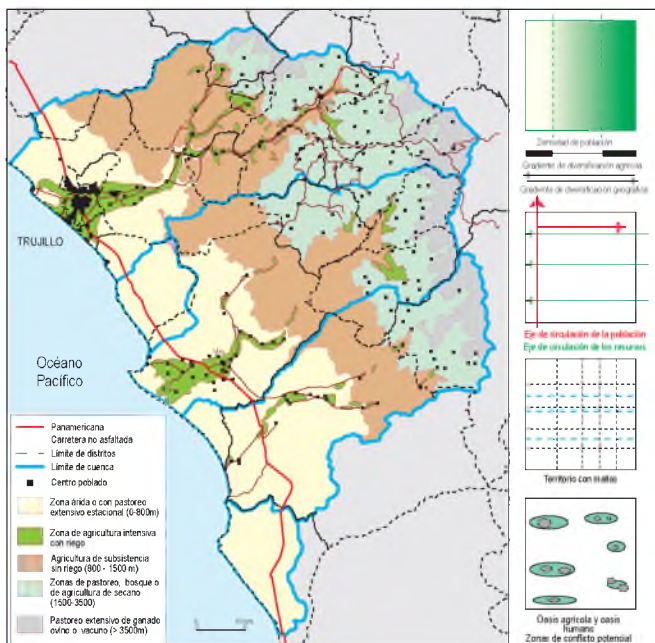 TRUJILLO
Océano
Pacífico
Panamericana
Carretera no asfaltada
Límite de distritos
Límite de cuenca
Centro poblado
Zona árida o con pastoreo
extensivo estacional (0-800m)
Zona de agricultura intensiva
con riego
Agricultura de subsistencia
sin riego (800 - 1500 m)
Zonas de pastoreo, bosque o
de agricultura de secano
(1500-3500)
Pastoreo extensivo de ganado
ovino o vacuno (> 3500m)
Densidad de población
Gradiente de diversificación agrícola
Gradiente de diversificación geográfica
Eje de circulación de la población
Eje de circulación de los recursos
Territorio con mallas
Oasis agrícola y oasis
humano
Zonas de conflicto potencial